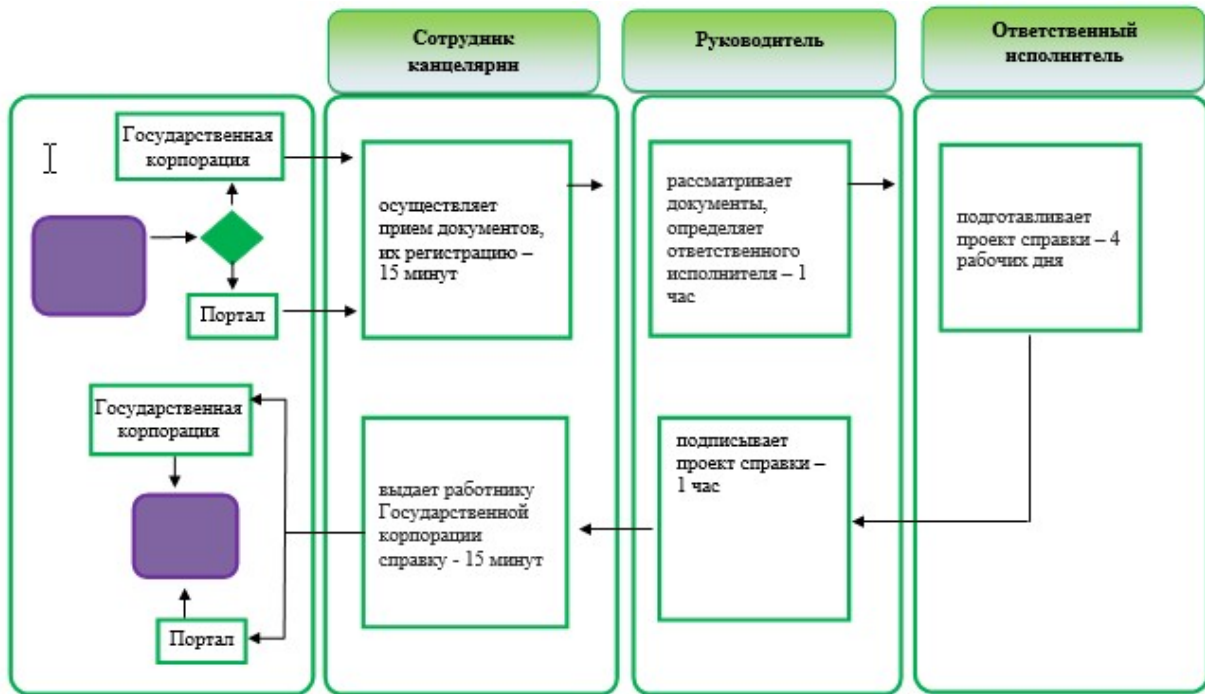 Сотрудник
канцелярии
Руководитель
Ответственный
исполнитель
Государственная
корпорация
Портал
осуществляет
прием документов,
их регистрацию –
15 минут
рассматривает
документы,
определяет
ответственного
исполнителя – 1
час
подготавливает
проект справки – 4
рабочих дня
Государственная
корпорация
Портал
выдает работнику
Государственной
корпорации
справку - 15 минут
подписывает
проект справки –
1 час